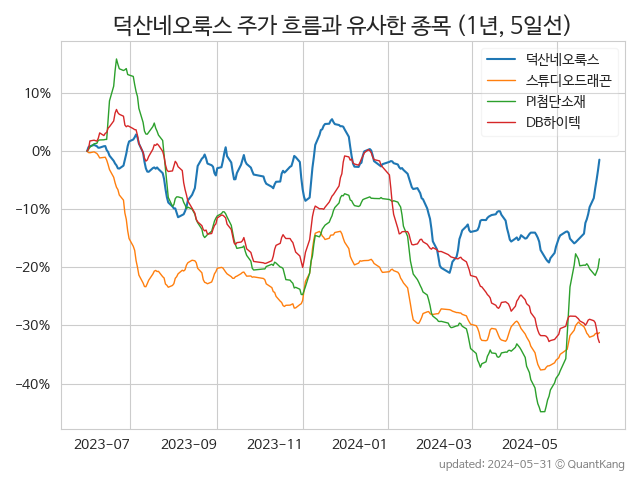 덕산네오룩스 주가 흐름과 유사한 종목 (1년, 5일선)
덕산네오룩스
스튜디오드래곤
PI첨단소재
DB하이텍
10%
0%
−10%
−20%
−30%
−40%
2023-07 2023-09 2023-11 2024-01 2024-03 2024-05
updated: 2024-05-31 © QuantKang